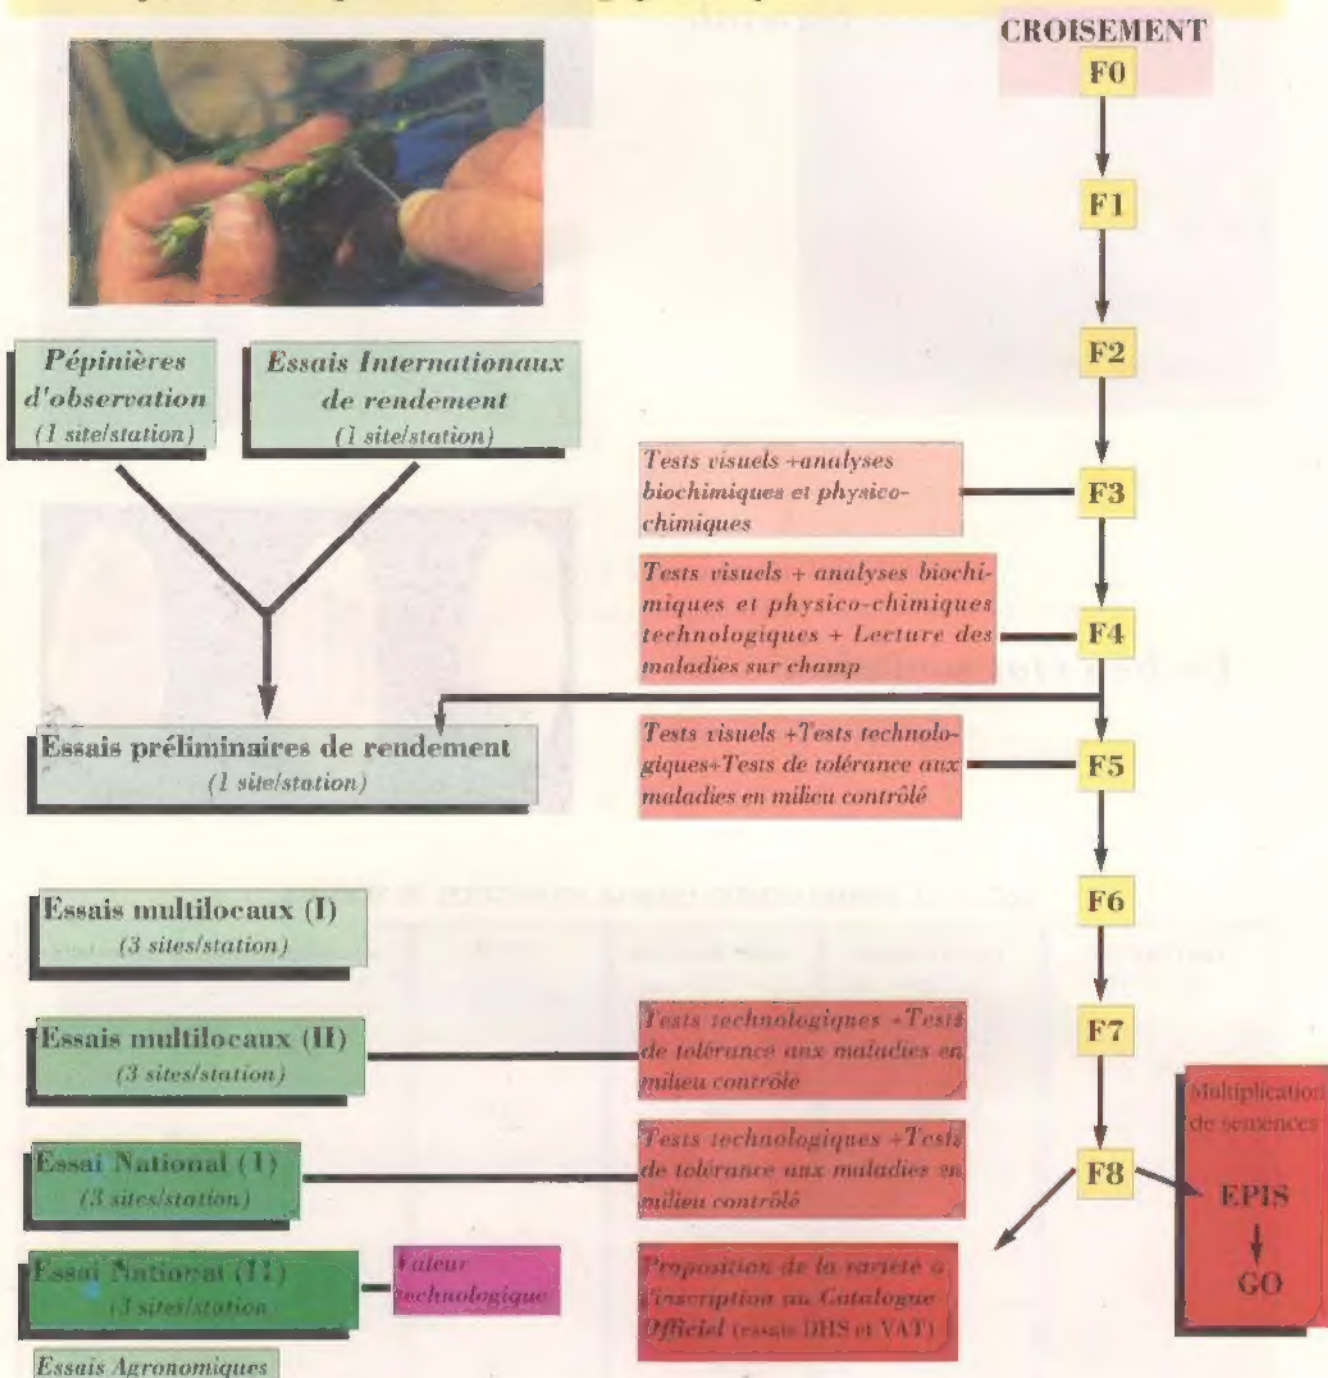 CROISEMENT
F0
F1
F2
Pépinières
d'observation
(1 site/station)
Essais Internationaux
de rendement
(1 site/station)
Tests visuels +analyses
biochimiques et physico-
chimiques
F3
Tests visuels + analyses biochi-
miques et physico-chimiques
technologiques + Lecture des
maladies sur champ
F4
Essais préliminaires de rendement
(1 site/station)
Tests visuels +Tests technolo-
giques+Tests de tolérance aux
maladies en milieu contrôlé
F5
Essais multilocaux (I)
(3 sites/station)
F6
Essais multilocaux (II)
(3 sites/station)
Tests technologiques +Tests
de tolérance aux maladies en
milieu contrôlé
F7
Essai National (I)
(3 sites/station)
Tests technologiques +Tests
de tolérance aux maladies en
milieu contrôlé
F8
Multiplication
de semences
EPIS
GO
Essai National (II)
(3 sites/station
Valeur
technologique
Proposition de la variété à
l'inscription au Catalogue
Officiel (essais DHS et VAT)
Essais Agronomiques